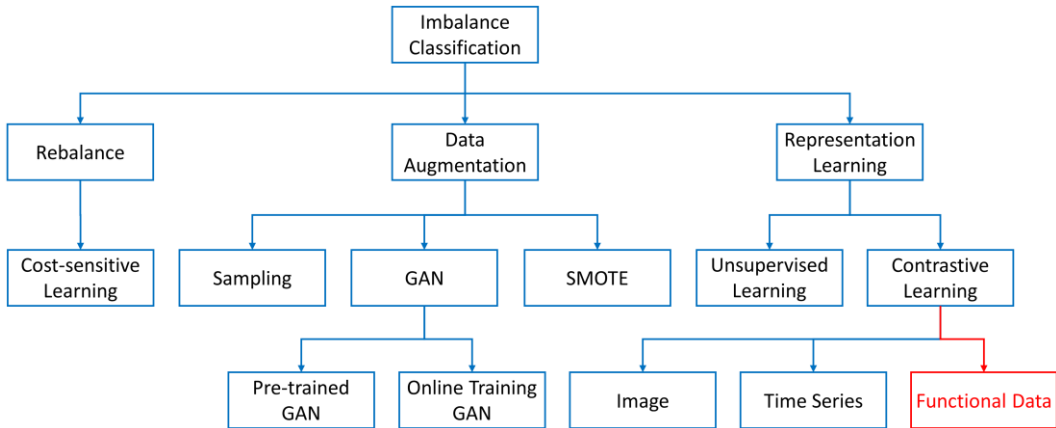 Imbalance
Classification
Rebalance
Data
Augmentation
Representation
Learning
Cost-sensitive
Learning
Sampling
GAN
SMOTE
Unsupervised
Learning
Contrastive
Learning
Pre-trained
GAN
Online Training
GAN
Image
Time Series
Functional Data